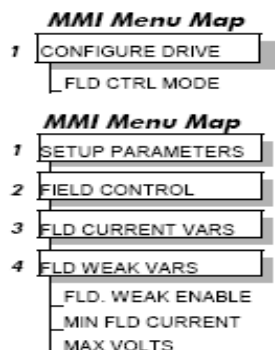 MMI Menu Map
1 CONFIGURE DRIVE
FLD CTRL MODE
MMI Menu Map
1 SETUP PARAMETERS
2 FIELD CONTROL
3 FLD CURRENT VARS
4 FLD WEAK VARS
FLD. WEAK ENABLE
MIN FLD CURRENT
MAX VOLTS